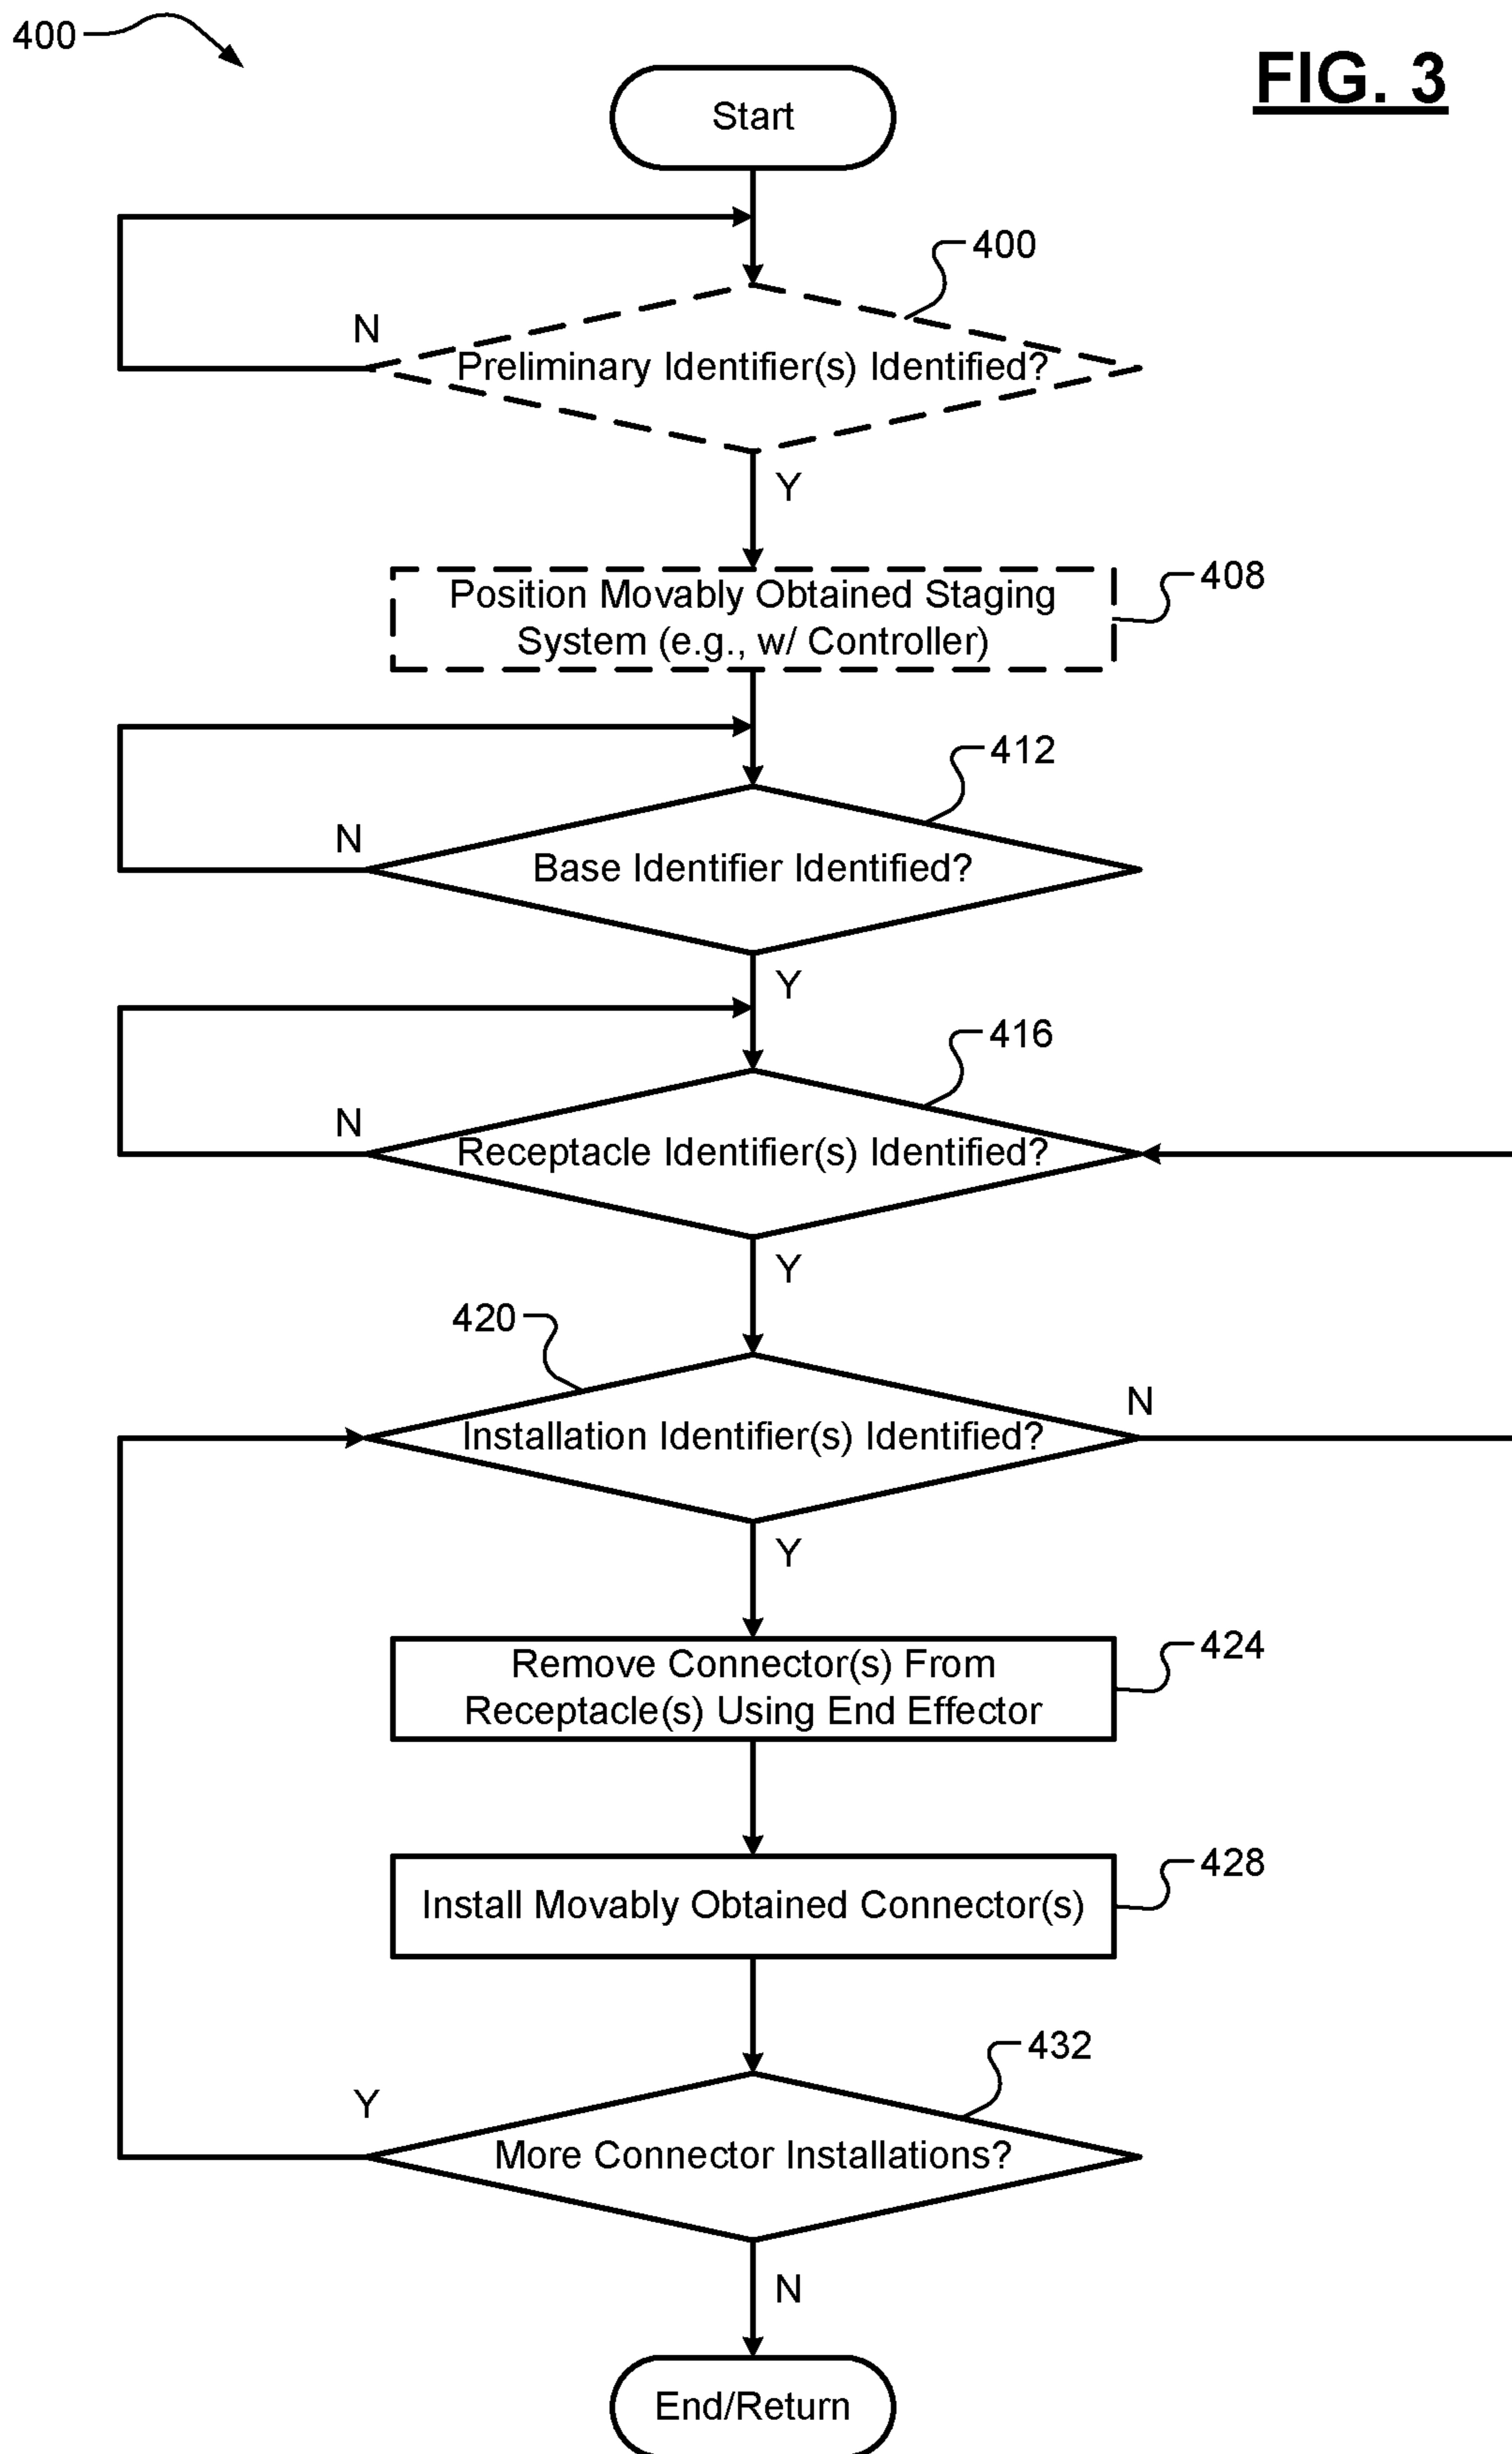 400
FIG. 3
Start
400
N
Preliminary Identifier(s) Identified?
Y
Position Movably Obtained Staging
System (e.g., w/ Controller)
408
412
N
Base Identifier Identified?
Y
416
N
Receptacle Identifier(s) Identified?
Y
420
N
Installation Identifier(s) Identified?
Y
Remove Connector(s) From
Receptacle(s) Using End Effector
424
Install Movably Obtained Connector(s)
428
432
Y
More Connector Installations?
N
End/Return